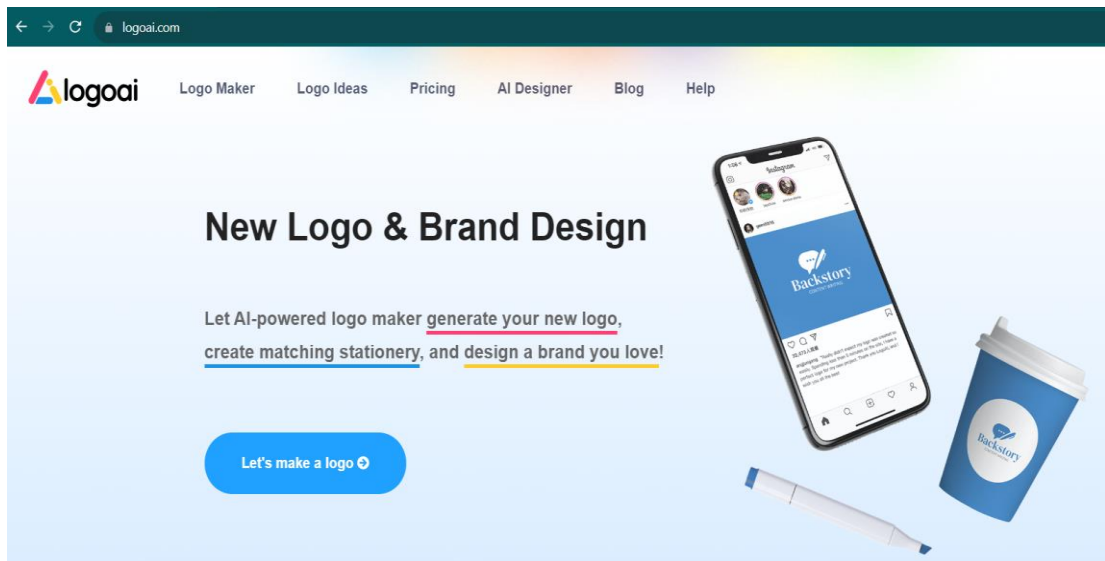 logoai.com
logoai
Logo Maker Logo Ideas Pricing AI Designer Blog Help
New Logo & Brand Design
Let AI-powered logo maker generate your new logo,
create matching stationery, and design a brand you love!
Let's make a logo
Instagram
Backstory
CONTENT WRITING
Backstory